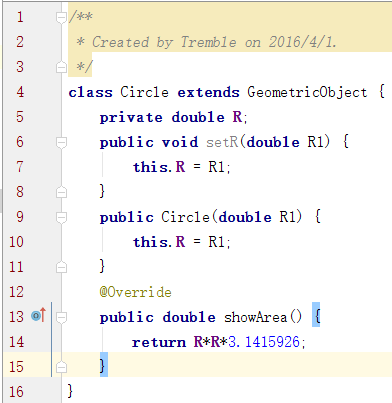 1 /**
2  * Created by Tremble on 2016/4/1.
3  */
4 class Circle extends GeometricObject {
5     private double R;
6     public void setR(double R1) {
7         this.R = R1;
8     }
9     public Circle(double R1) {
10         this.R = R1;
11     }
12     @Override
13     public double showArea() {
14         return R*R*3.1415926;
15     }
16 }